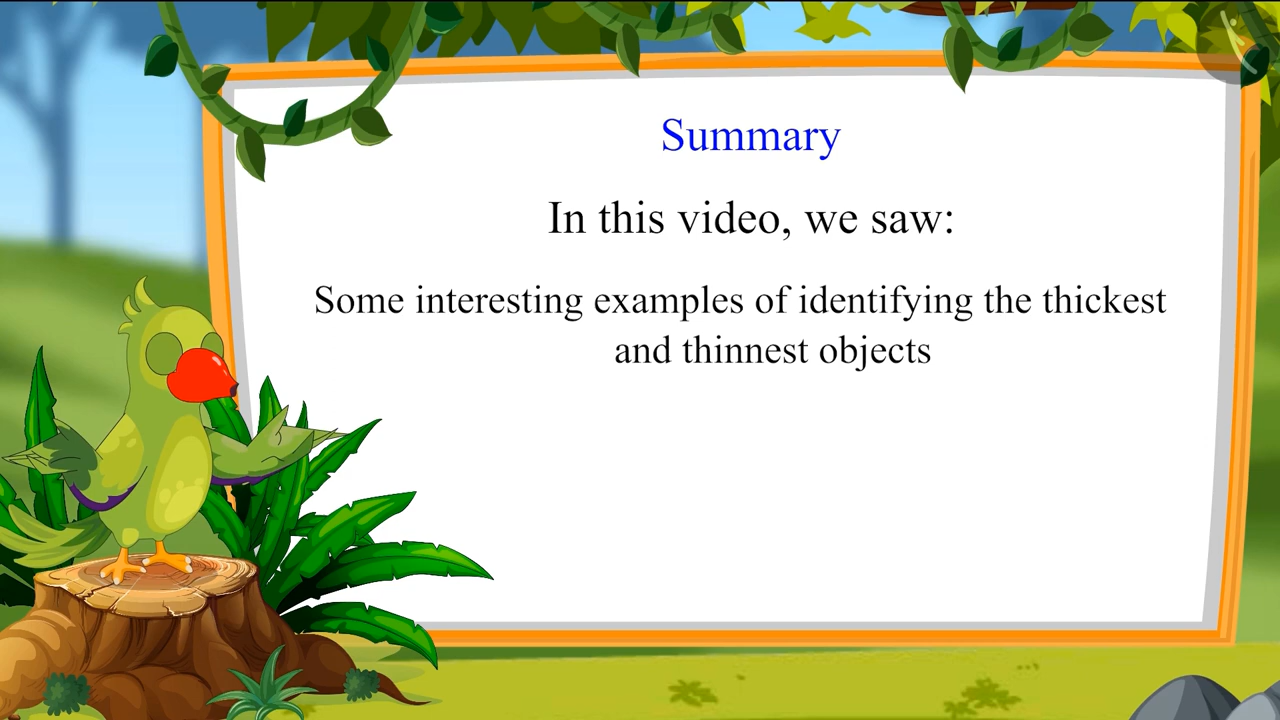 Summary
In this video, we saw:
Some interesting examples of identifying the thickest
and thinnest objects